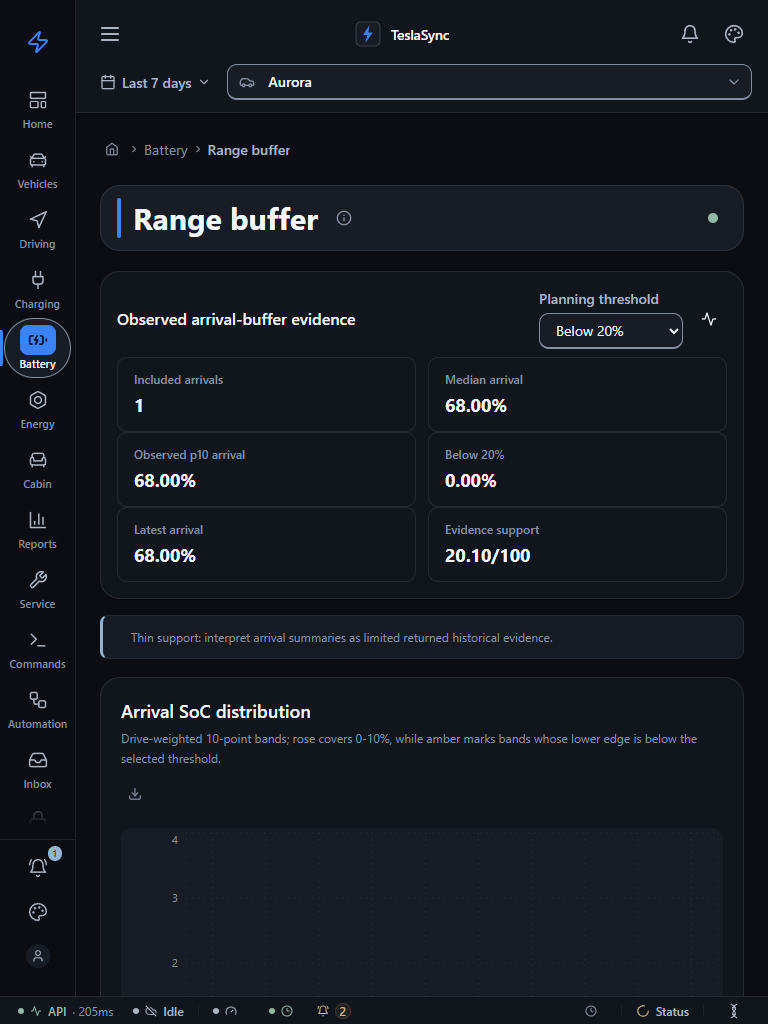 TeslaSync
Last 7 days
Aurora
Home
Vehicles
Driving
Charging
Battery
Energy
Cabin
Reports
Service
Commands
Automation
Inbox
1
Battery
Range buffer
Range buffer
Observed arrival-buffer evidence
Planning threshold
Below 20%
Included arrivals
1
Median arrival
68.00%
Observed p10 arrival
68.00%
Below 20%
0.00%
Latest arrival
68.00%
Evidence support
20.10/100
Thin support: interpret arrival summaries as limited returned historical evidence.
Arrival SoC distribution
Drive-weighted 10-point bands; rose covers 0-10%, while amber marks bands whose lower edge is below the
selected threshold.
4
3
2
API · 205ms
Idle
2
Status